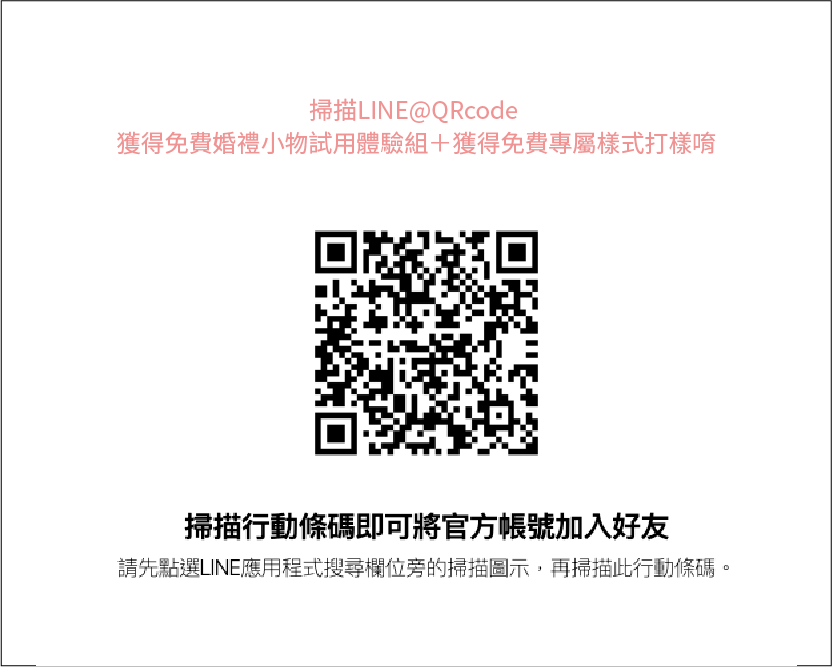 掃描LINE@QRcode
獲得免費婚禮小物試用體驗組＋獲得免費專屬樣式打樣唷
掃描行動條碼即可將官方帳號加入好友
請先點選LINE應用程式搜尋欄位旁的掃描圖示，再掃描此行動條碼。